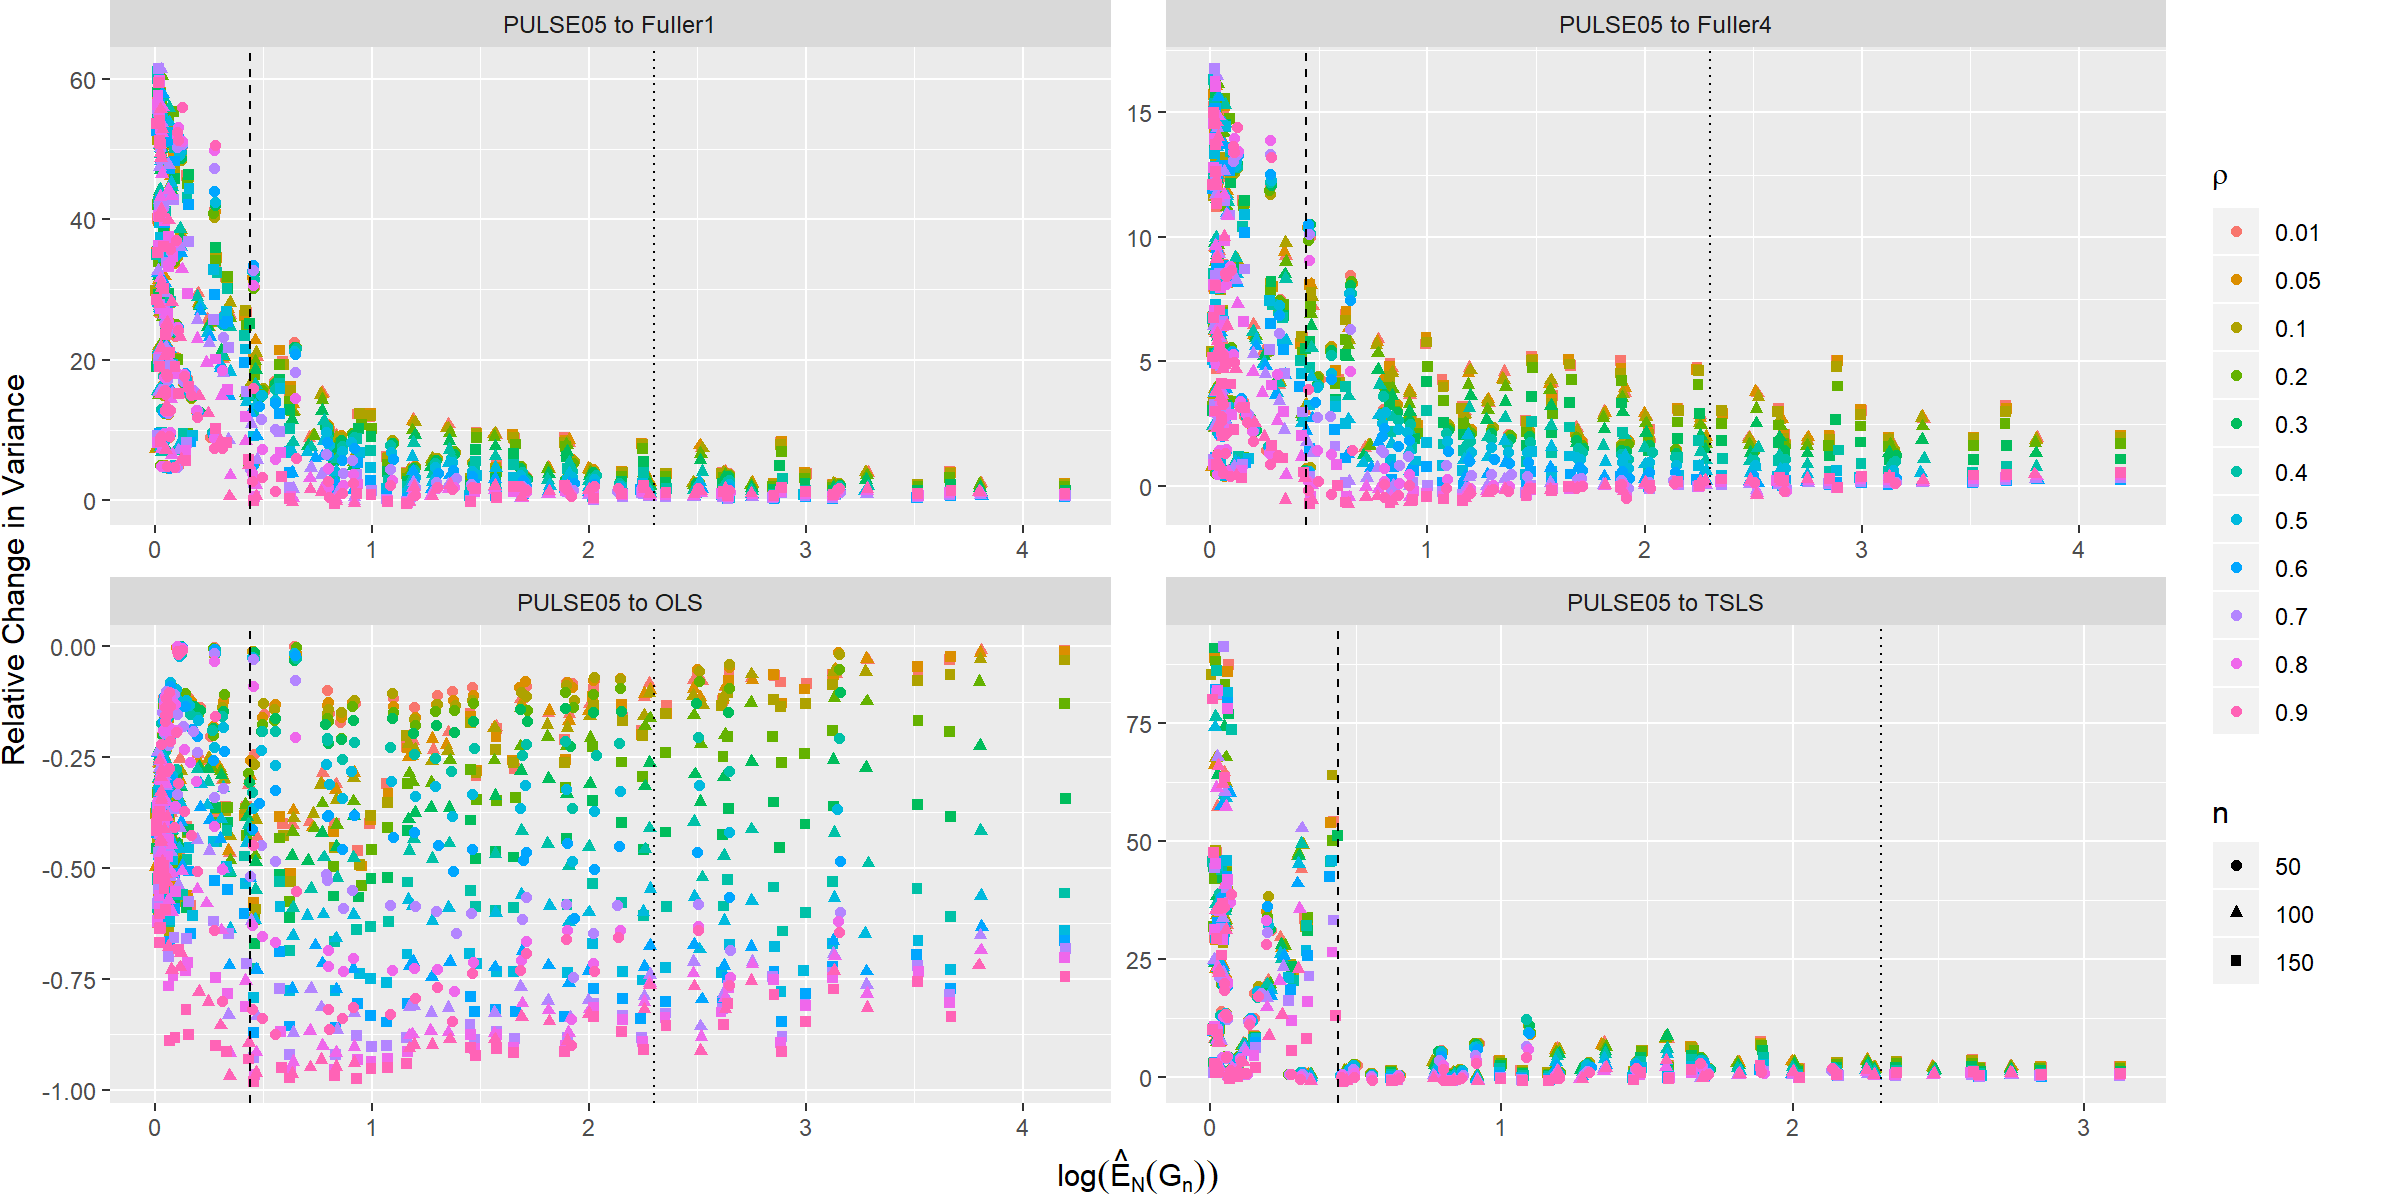 PULSE05 to Fuller1
PULSE05 to Fuller4
60
40
20
0
0 1 2 3 4
15
10
5
0
0 1 2 3 4
PULSE05 to OLS
PULSE05 to TSLS
0.00
-0.25
-0.50
-0.75
-1.00
0 1 2 3 4
75
50
25
0
0 1 2 3
Relative Change in Variance
log(Ê_N(G_n))
ρ
0.01
0.05
0.1
0.2
0.3
0.4
0.5
0.6
0.7
0.8
0.9
n
50
100
150